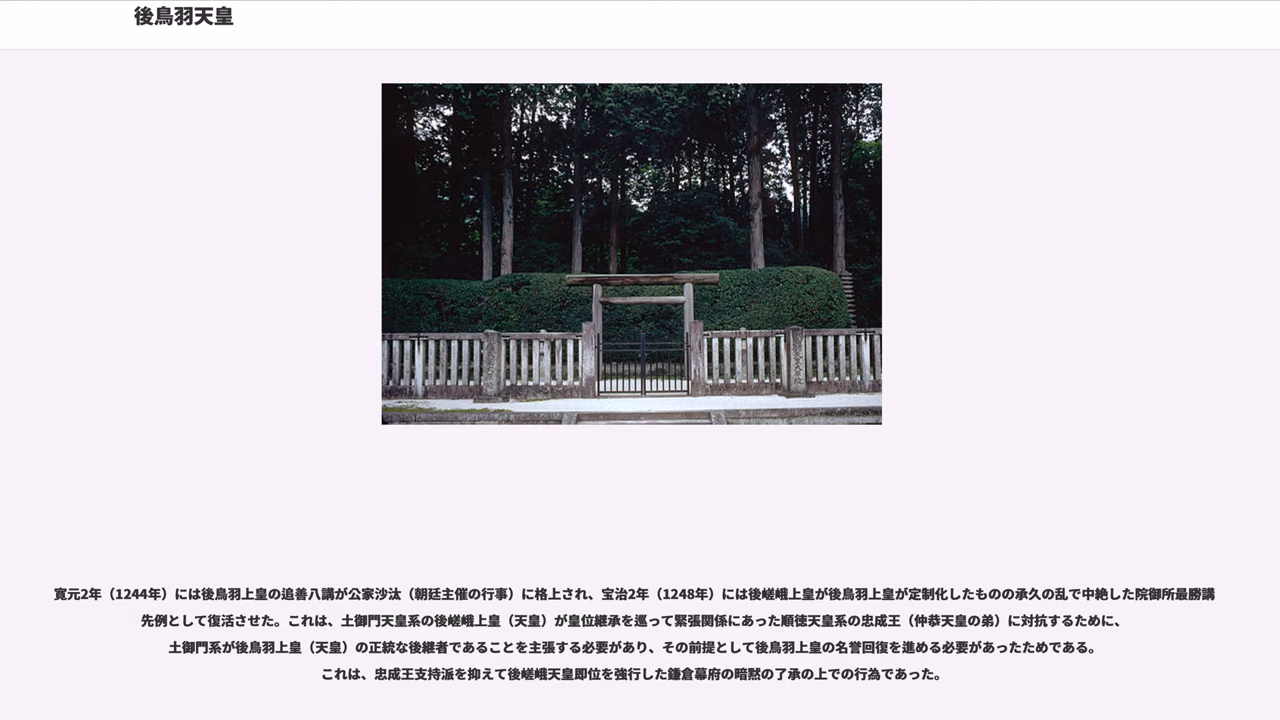 後鳥羽天皇
寛元2年（1244年）には後鳥羽上皇の追善八講が公家沙汰（朝廷主催の行事）に格上され、宝治2年（1248年）には後嵯峨上皇が後鳥羽上皇が定制化したものの承久の乱で中絶した院御所最勝講
先例として復活させた。これは、土御門天皇系の後嵯峨上皇（天皇）が皇位継承を巡って緊張関係にあった順徳天皇系の忠成王（仲恭天皇の弟）に対抗するために、
土御門系が後鳥羽上皇（天皇）の正統な後継者であることを主張する必要があり、その前提として後鳥羽上皇の名誉回復を進める必要があったためである。
これは、忠成王支持派を抑えて後嵯峨天皇即位を強行した鎌倉幕府の暗黙の了承の上での行為であった。